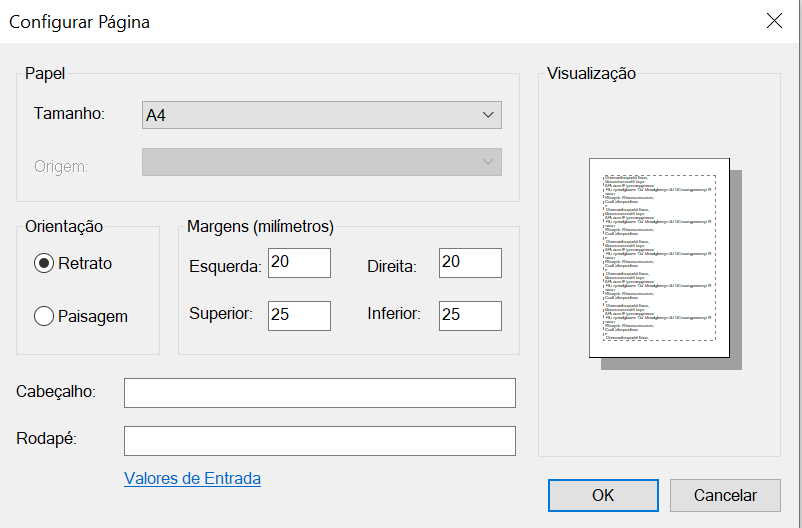 Configurar Página
Papel
Tamanho: A4
Origem:
Orientação
Retrato
Paisagem
Margens (milímetros)
Esquerda: 20 Direita: 20
Superior: 25 Inferior: 25
Cabeçalho:
Rodapé:
Valores de Entrada
Visualização
OK Cancelar